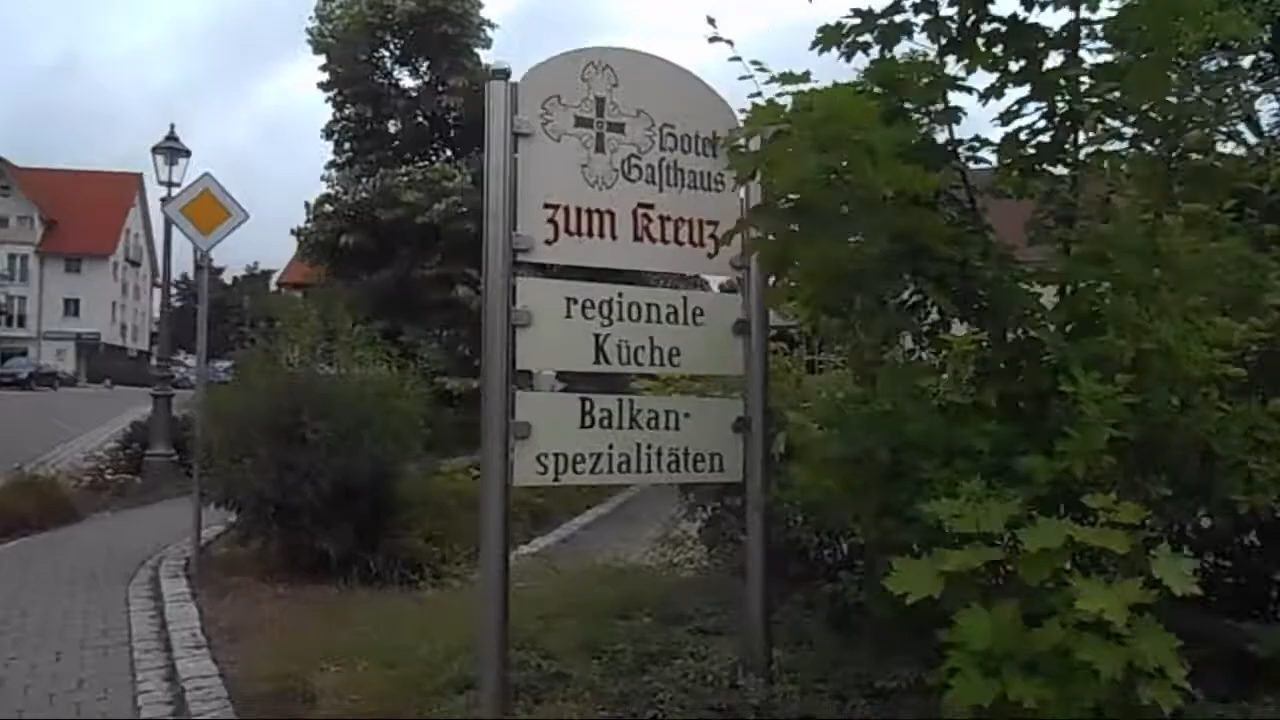 Hotel
Gasthaus
zum Kreuz
regionale
Küche
Balkan-
spezialitäten